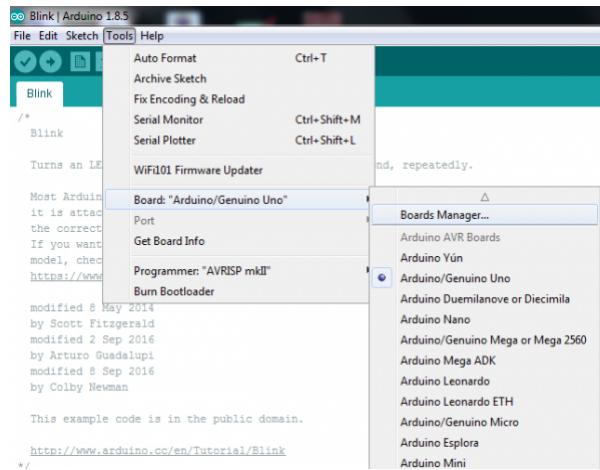 Blink | Arduino 1.8.5
File Edit Sketch Tools Help
Blink
Auto Format Ctrl+T
Archive Sketch
Fix Encoding & Reload
Serial Monitor Ctrl+Shift+M
Serial Plotter Ctrl+Shift+L
WiFi101 Firmware Updater
Board: "Arduino/Genuino Uno"
Port
Get Board Info
Programmer: "AVRISP mkII"
Burn Bootloader
Boards Manager...
Arduino AVR Boards
Arduino Yún
Arduino/Genuino Uno
Arduino Duemilanove or Diecimila
Arduino Nano
Arduino/Genuino Mega or Mega 2560
Arduino Mega ADK
Arduino Leonardo
Arduino Leonardo ETH
Arduino/Genuino Micro
Arduino Esplora
Arduino Mini
/*
Blink
Turns an LE nd, repeatedly.
Most Arduin
it is attac
the correct
If you want
model, chec
https://www
modified 8 May 2014
by Scott Fitzgerald
modified 2 Sep 2016
by Arturo Guadalupi
modified 8 Sep 2016
by Colby Newman
This example code is in the public domain.
http://www.arduino.cc/en/Tutorial/Blink
*/